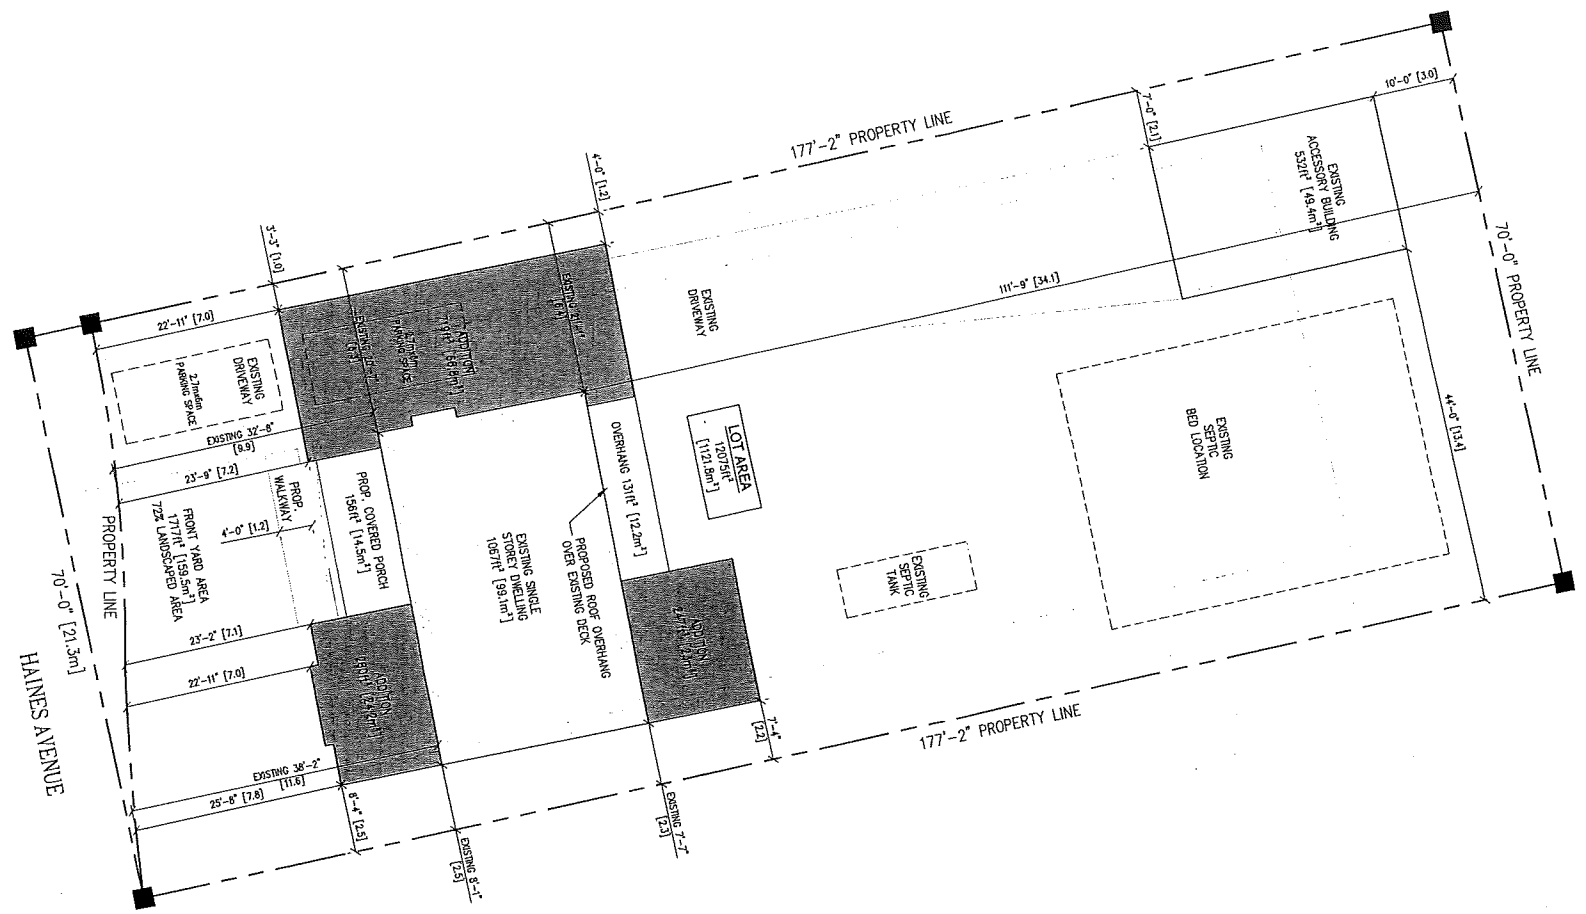 177'-2" PROPERTY LINE
10'-0" [3.0]
7'-0" [2.1]
EXISTING
ACCESSORY BUILDING
532ft² [49.4m²]
70'-0" PROPERTY LINE
4'-0" [1.2]
3'-3" [1.0]
111'-9" [34.1]
EXISTING
DRIVEWAY
22'-11" [7.0]
EXISTING
DRIVEWAY
2.7mx6m
PARKING SPACE
ADDITION
2.7mx6m
PARKING SPACE
EXISTING 32'-8"
[9.9]
23'-9" [7.2]
PROP.
WALKWAY
4'-0" [1.2]
FRONT YARD AREA
1717ft² [159.5m²]
72% LANDSCAPED AREA
PROP. COVERED PORCH
156ft² [14.5m²]
OVERHANG 131ft² [12.2m²]
LOT AREA
12075ft²
[1121.8m²]
EXISTING
SEPTIC
BED LOCATION
44'-0" [13.4]
EXISTING SINGLE
STOREY DWELLING
1067ft² [99.1m²]
PROPOSED ROOF OVERHANG
OVER EXISTING DECK
EXISTING
SEPTIC
TANK
PROPERTY LINE
70'-0" [21.3m]
HAINES AVENUE
23'-2" [7.1]
22'-11" [7.0]
ADDITION
ADDITION
EXISTING 38'-2"
[11.6]
25'-8" [7.8]
8'-4" [2.5]
EXISTING 8'-1"
[2.5]
EXISTING 7'-7"
[2.3]
7'-4"
[2.2]
177'-2" PROPERTY LINE